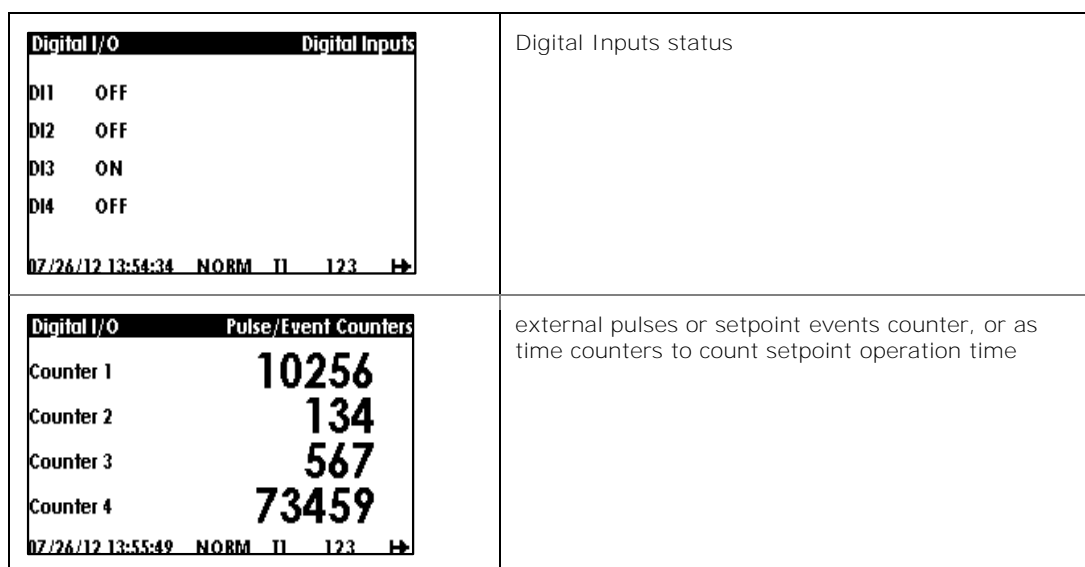 Digital I/O Digital Inputs
DI1 OFF
DI2 OFF
DI3 ON
DI4 OFF
07/26/12 13:54:34 NORM T1 123
Digital Inputs status
Digital I/O Pulse/Event Counters
Counter 1 10256
Counter 2 134
Counter 3 567
Counter 4 73459
07/26/12 13:55:49 NORM T1 123
external pulses or setpoint events counter, or as
time counters to count setpoint operation time